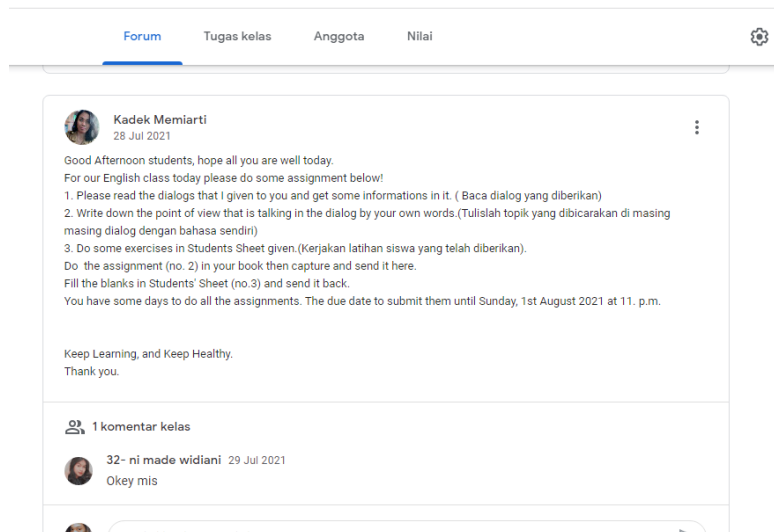 Forum Tugas kelas Anggota Nilai
Kadek Memiarti
28 Jul 2021
Good Afternoon students, hope all you are well today.
For our English class today please do some assignment below!
1. Please read the dialogs that I given to you and get some informations in it. ( Baca dialog yang diberikan)
2. Write down the point of view that is talking in the dialog by your own words.(Tulislah topik yang dibicarakan di masing
masing dialog dengan bahasa sendiri)
3. Do some exercises in Students Sheet given.(Kerjakan latihan siswa yang telah diberikan).
Do the assignment (no. 2) in your book then capture and send it here.
Fill the blanks in Students' Sheet (no.3) and send it back.
You have some days to do all the assignments. The due date to submit them until Sunday, 1st August 2021 at 11. p.m.
Keep Learning, and Keep Healthy.
Thank you.
1 komentar kelas
32- ni made widiani 29 Jul 2021
Okey mis